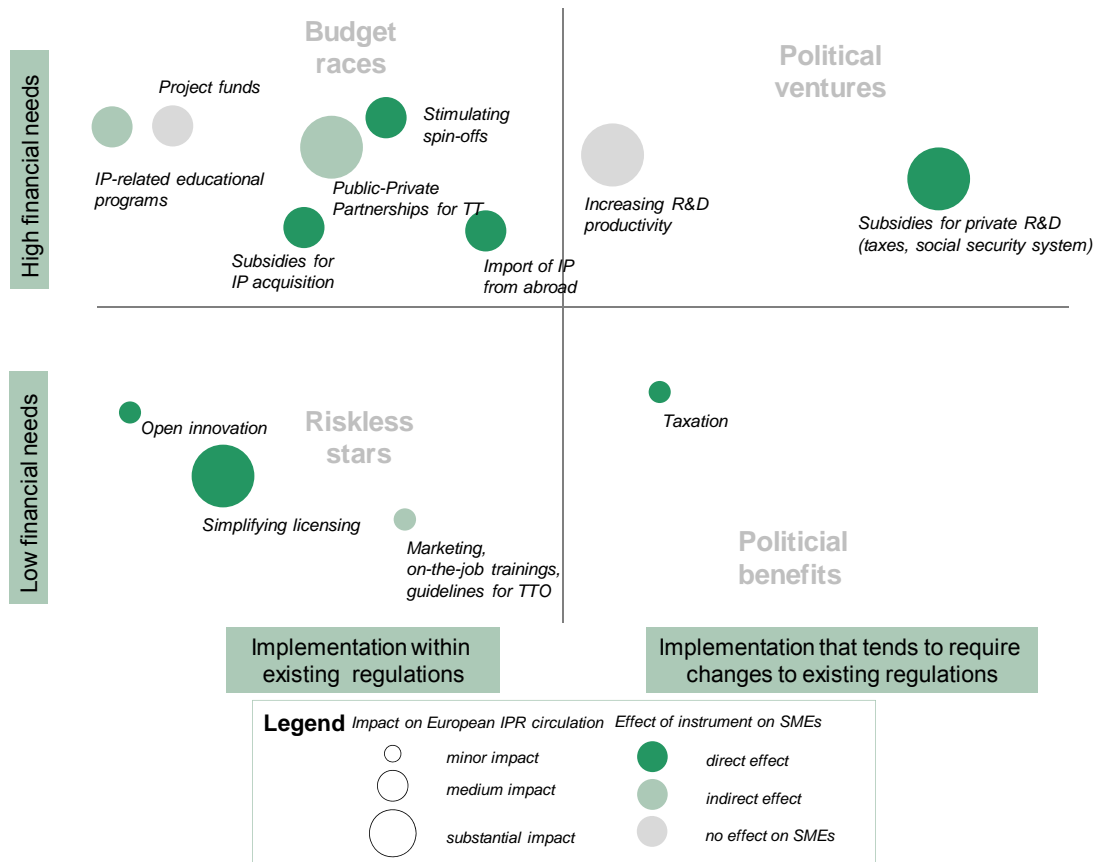 Budget
races
Political
ventures
High financial needs
Project funds
Stimulating
spin-offs
IP-related educational
programs
Public-Private
Partnerships for TT
Increasing R&D
productivity
Subsidies for private R&D
(taxes, social security system)
Subsidies for
IP acquisition
Import of IP
from abroad
Low financial needs
Open innovation
Riskless
stars
Taxation
Simplifying licensing
Marketing,
on-the-job trainings,
guidelines for TTO
Politicial
benefits
Implementation within
existing regulations
Implementation that tends to require
changes to existing regulations
Legend
Impact on European IPR circulation
Effect of instrument on SMEs
minor impact
direct effect
medium impact
indirect effect
substantial impact
no effect on SMEs